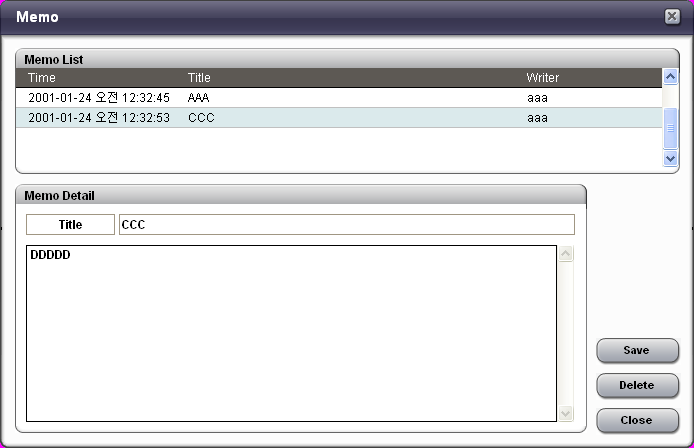 Memo
Memo List
Time Title Writer
2001-01-24 오전 12:32:45 AAA aaa
2001-01-24 오전 12:32:53 CCC aaa
Memo Detail
Title CCC
DDDDD
Save
Delete
Close